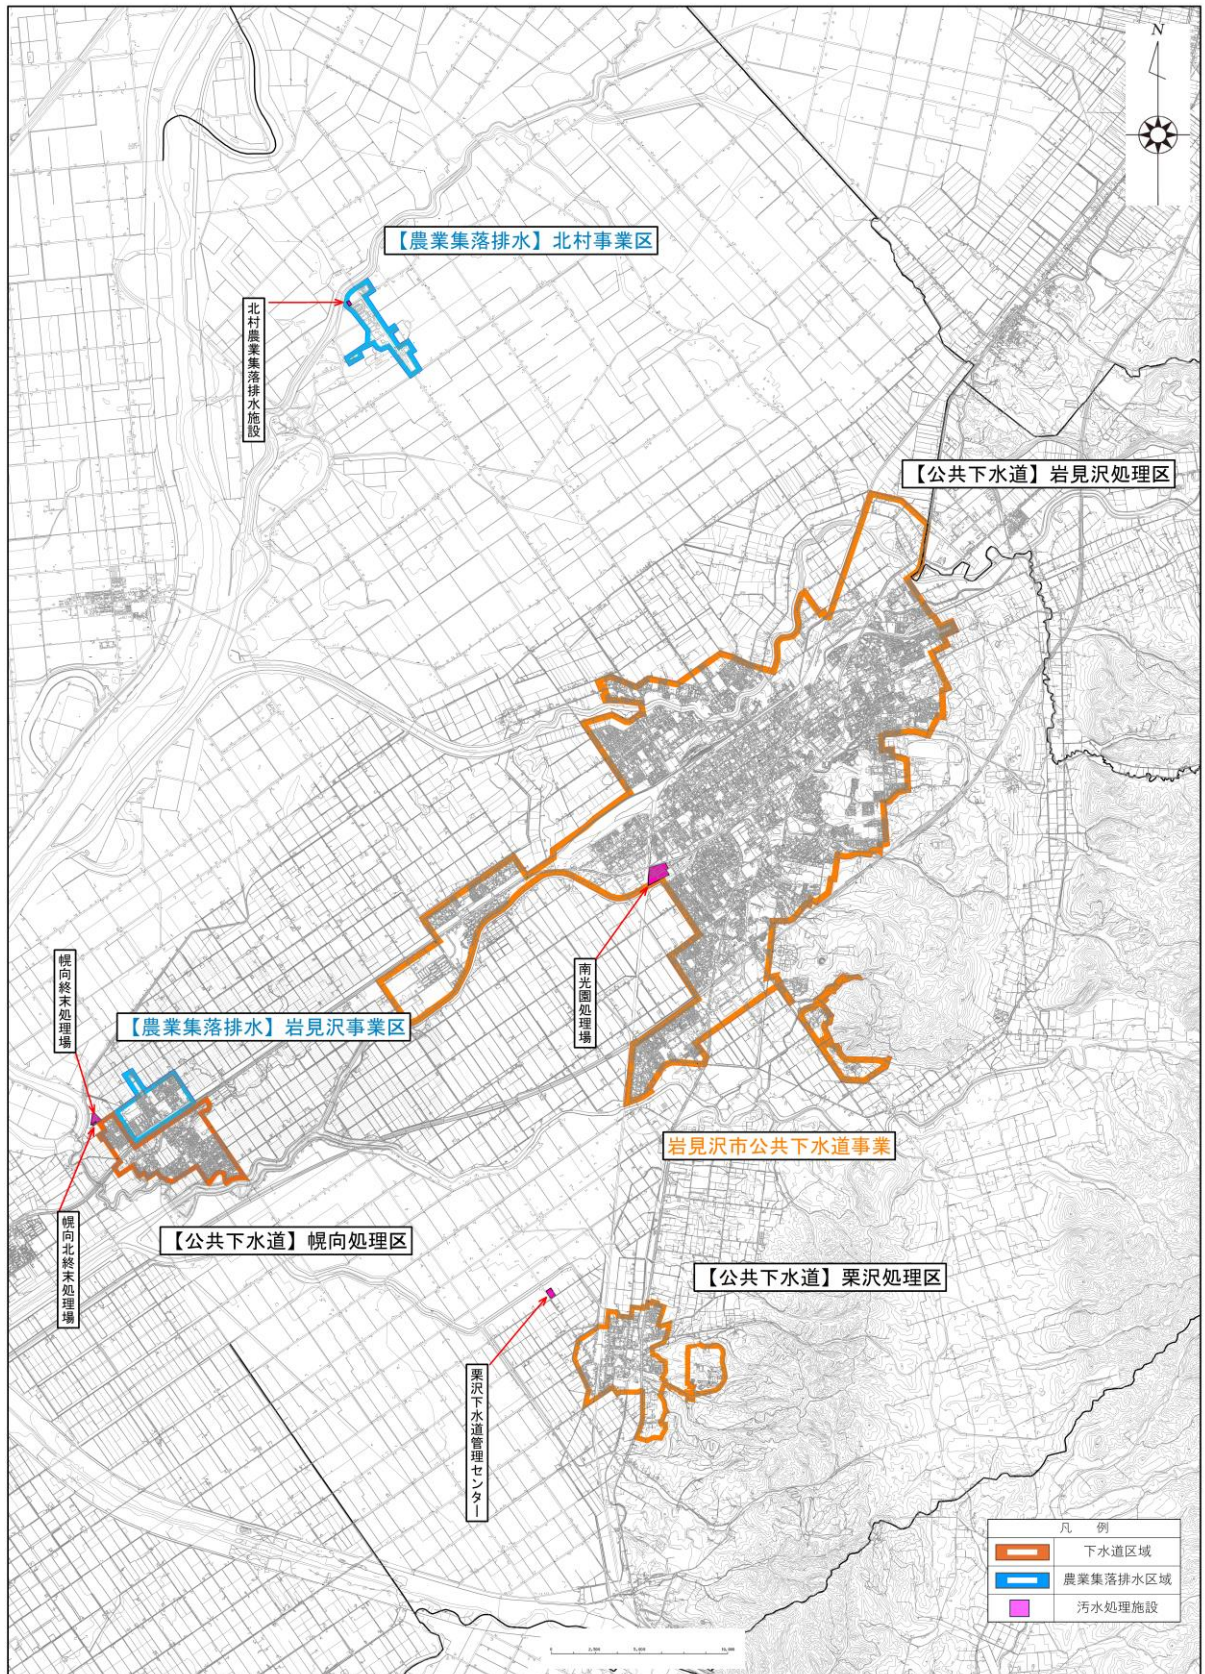 N
【農業集落排水】北村事業区
北村農業集落排水施設
【公共下水道】岩見沢処理区
幌向終末処理場
【農業集落排水】岩見沢事業区
南光園処理場
岩見沢市公共下水道事業
幌向北終末処理場
【公共下水道】幌向処理区
【公共下水道】栗沢処理区
栗沢下水道管理センター
凡 例
下水道区域
農業集落排水区域
汚水処理施設